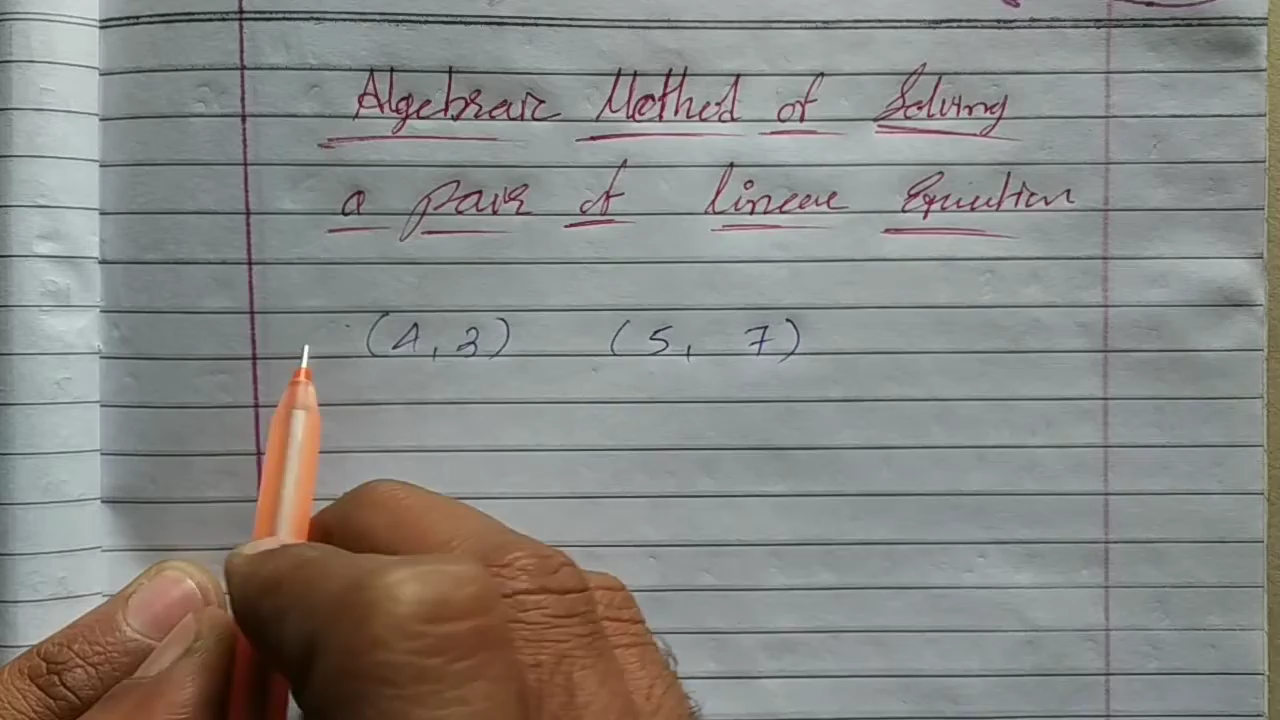 Algebraic Method of Solving
a pair of linear Equation
(4, 3) (5, 7)